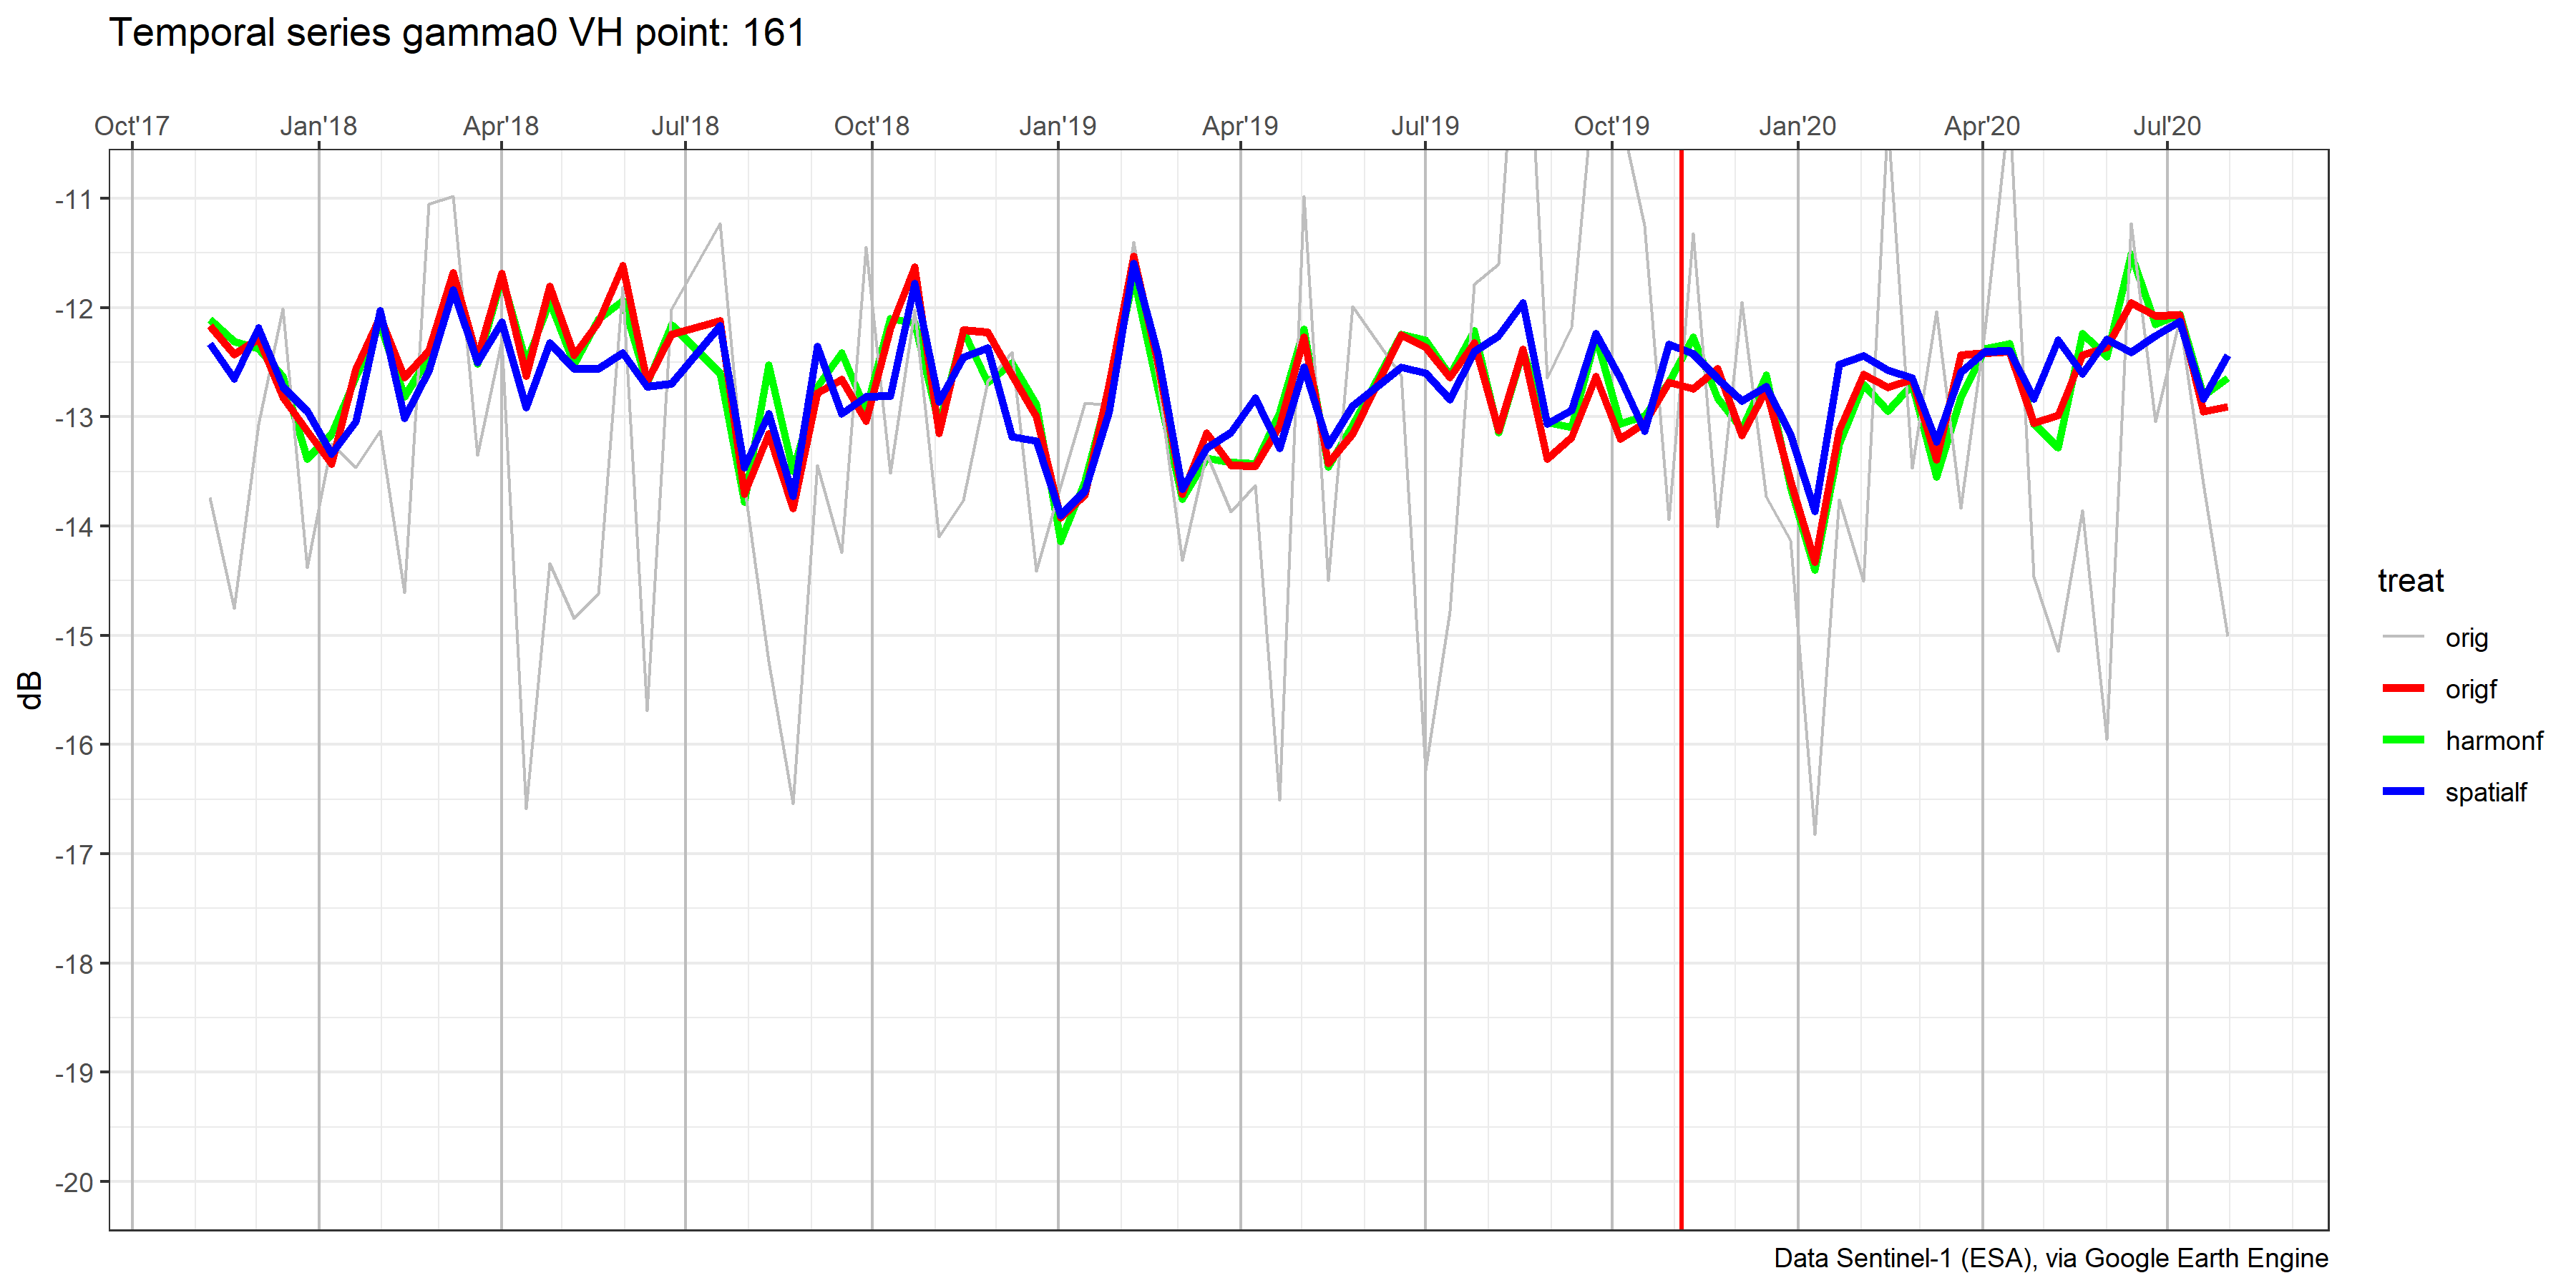 Temporal series gamma0 VH point: 161
Oct'17 Jan'18 Apr'18 Jul'18 Oct'18 Jan'19 Apr'19 Jul'19 Oct'19 Jan'20 Apr'20 Jul'20
-11
-12
-13
-14
-15
-16
-17
-18
-19
-20
dB
treat
orig
origf
harmonf
spatialf
Data Sentinel-1 (ESA), via Google Earth Engine